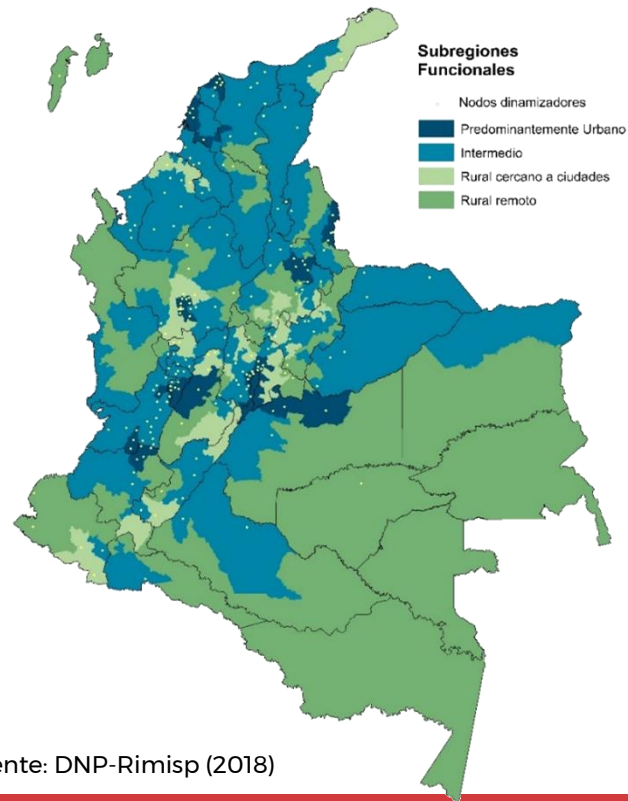 Subregiones
Funcionales
Nodos dinamizadores
Predominantemente Urbano
Intermedio
Rural cercano a ciudades
Rural remoto
ente: DNP-Rimisp (2018)